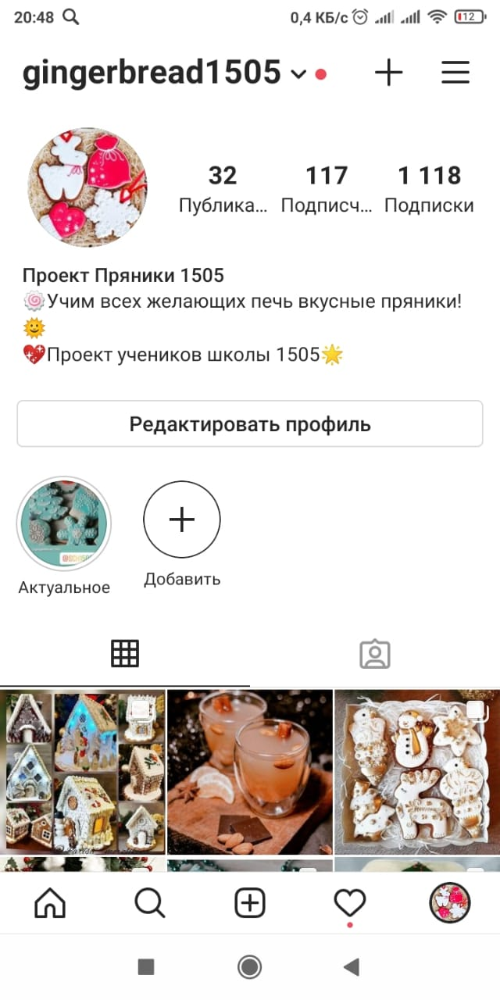 20:48 0,4 КБ/с 12
gingerbread1505
32 117 1 118
Публика... Подписч... Подписки
Проект Пряники 1505
🍥Учим всех желающих печь вкусные пряники!
🌞
💖Проект учеников школы 1505🌟
Редактировать профиль
Актуальное Добавить